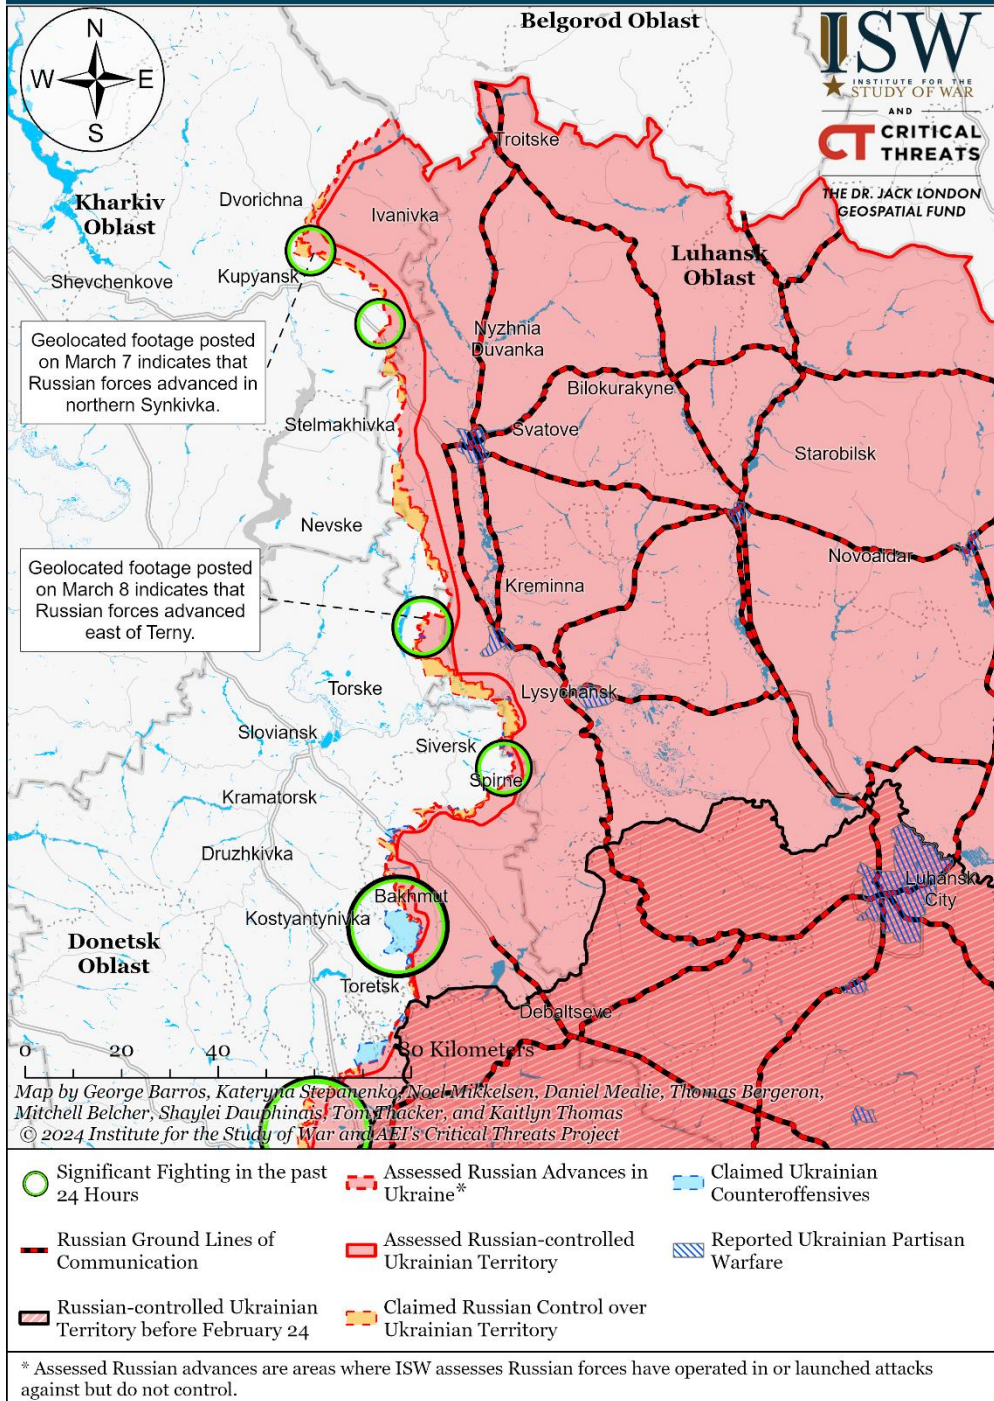 Belgorod Oblast
N
W
E
S
ISW
INSTITUTE FOR THE
STUDY OF WAR
AND
CT CRITICAL
THREATS
THE DR. JACK LONDON
GEOSPATIAL FUND
Troitske
Dvorichna
Kharkiv
Oblast
Ivanivka
Luhansk
Oblast
Kupyansk
Shevchenkove
Geolocated footage posted
on March 7 indicates that
Russian forces advanced in
northern Synkivka.
Nyzhnia
Duvanka
Bilokurakyne
Stelmakhivka
Svatove
Starobilsk
Nevske
Novoaidar
Geolocated footage posted
on March 8 indicates that
Russian forces advanced
east of Terny.
Kreminna
Torske
Lysychansk
Sloviansk
Siversk
Spirne
Kramatorsk
Druzhkivka
Bakhmut
Luhansk
City
Kostyantynivka
Donetsk
Oblast
Toretsk
Debaltseve
0 20 40 80 Kilometers
Map by George Barros, Kateryna Stepanenko, Noel Mikkelsen, Daniel Mealie, Thomas Bergeron,
Mitchell Belcher, Shaylei Dauphinais, Tom Thacker, and Kaitlyn Thomas
© 2024 Institute for the Study of War and AEI's Critical Threats Project
Significant Fighting in the past
24 Hours
Assessed Russian Advances in
Ukraine*
Claimed Ukrainian
Counteroffensives
Russian Ground Lines of
Communication
Assessed Russian-controlled
Ukrainian Territory
Reported Ukrainian Partisan
Warfare
Russian-controlled Ukrainian
Territory before February 24
Claimed Russian Control over
Ukrainian Territory
* Assessed Russian advances are areas where ISW assesses Russian forces have operated in or launched attacks
against but do not control.